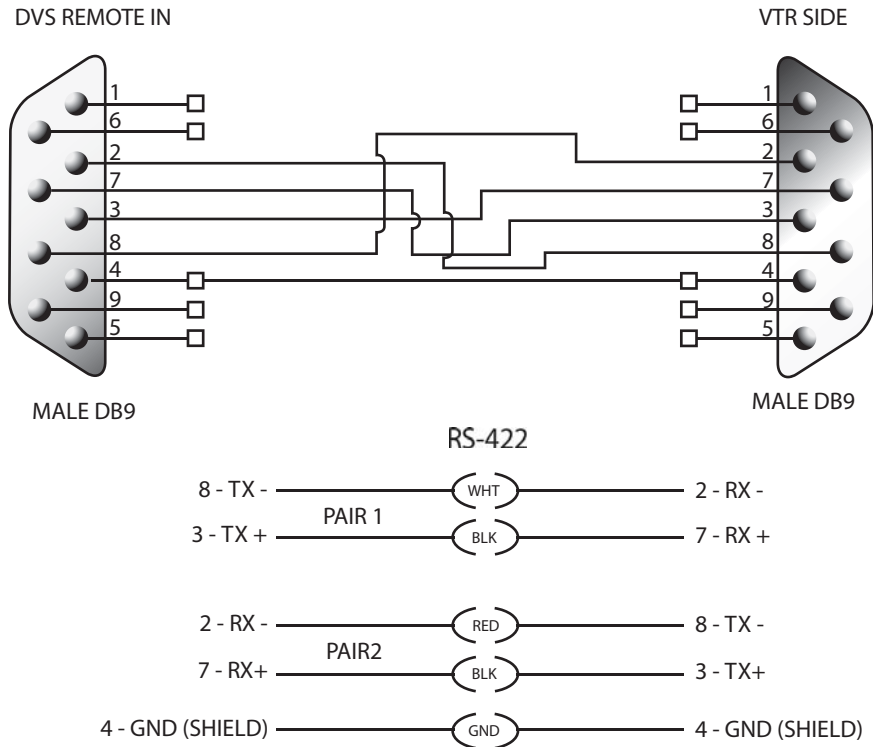 DVS REMOTE IN VTR SIDE
1 1
6 6
2 2
7 7
3 3
8 8
4 4
9 9
5 5
MALE DB9 MALE DB9
RS-422
8 - TX - WHT 2 - RX -
PAIR 1
3 - TX + BLK 7 - RX +
2 - RX - RED 8 - TX -
PAIR2
7 - RX+ BLK 3 - TX+
4 - GND (SHIELD) GND 4 - GND (SHIELD)